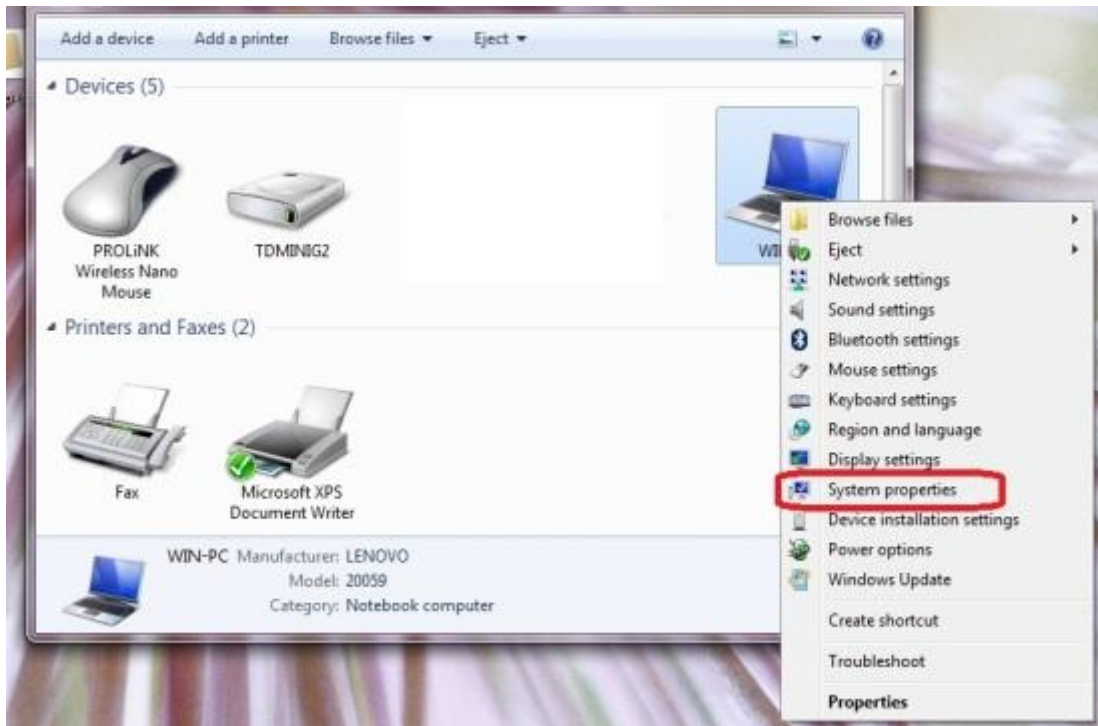 Add a device Add a printer Browse files Eject
Devices (5)
PROLiNK
Wireless Nano
Mouse
TDMINIG2
Printers and Faxes (2)
Fax
Microsoft XPS
Document Writer
WIN-PC Manufacturer: LENOVO
Model: 20059
Category: Notebook computer
Browse files
Eject
Network settings
Sound settings
Bluetooth settings
Mouse settings
Keyboard settings
Region and language
Display settings
System properties
Device installation settings
Power options
Windows Update
Create shortcut
Troubleshoot
Properties